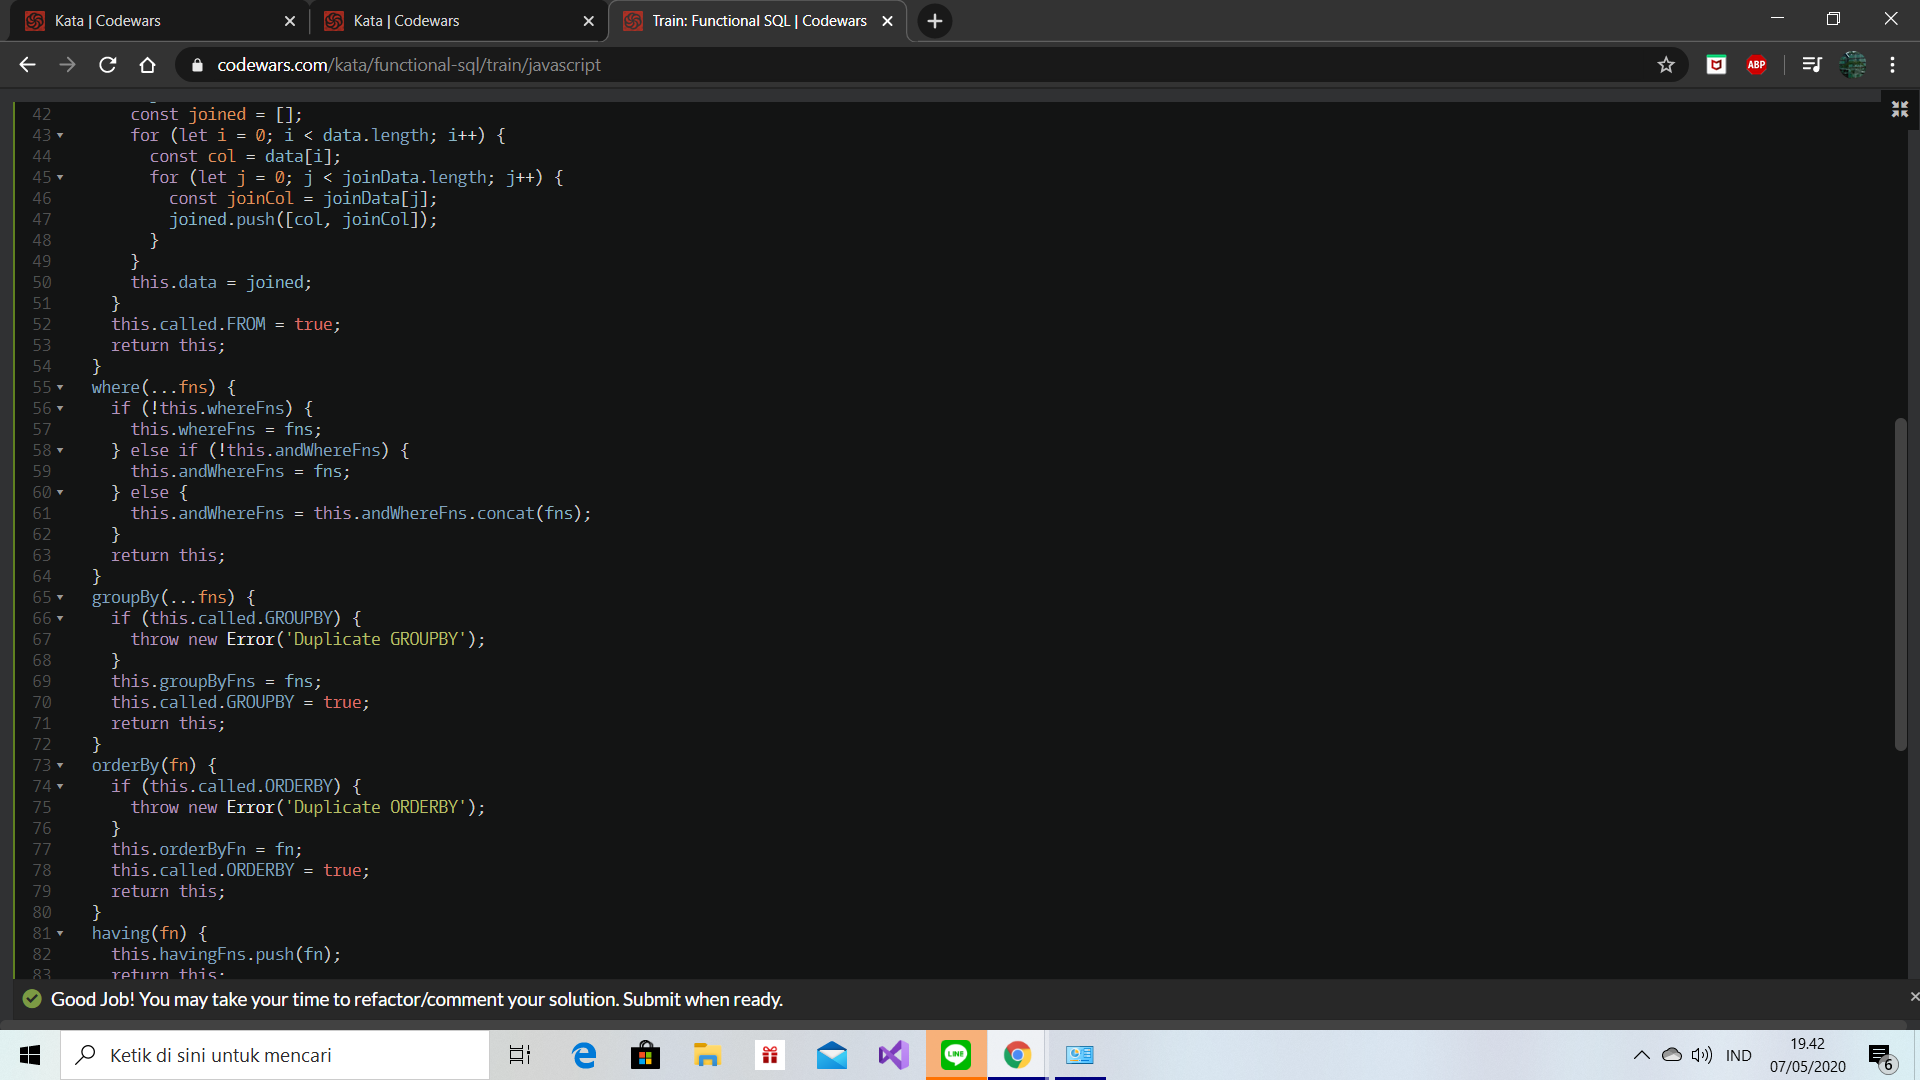 Kata | Codewars
Kata | Codewars
Train: Functional SQL | Codewars
codewars.com/kata/functional-sql/train/javascript
ABP
42 const joined = [];
43 for (let i = 0; i < data.length; i++) {
44 const col = data[i];
45 for (let j = 0; j < joinData.length; j++) {
46 const joinCol = joinData[j];
47 joined.push([col, joinCol]);
48 }
49 }
50 this.data = joined;
51 }
52 this.called.FROM = true;
53 return this;
54 }
55 where(...fns) {
56 if (!this.whereFns) {
57 this.whereFns = fns;
58 } else if (!this.andWhereFns) {
59 this.andWhereFns = fns;
60 } else {
61 this.andWhereFns = this.andWhereFns.concat(fns);
62 }
63 return this;
64 }
65 groupBy(...fns) {
66 if (this.called.GROUPBY) {
67 throw new Error('Duplicate GROUPBY');
68 }
69 this.groupByFns = fns;
70 this.called.GROUPBY = true;
71 return this;
72 }
73 orderBy(fn) {
74 if (this.called.ORDERBY) {
75 throw new Error('Duplicate ORDERBY');
76 }
77 this.orderByFn = fn;
78 this.called.ORDERBY = true;
79 return this;
80 }
81 having(fn) {
82 this.havingFns.push(fn);
83 return this;
Good Job! You may take your time to refactor/comment your solution. Submit when ready.
Ketik di sini untuk mencari
LINE
IND
19.42
07/05/2020
6